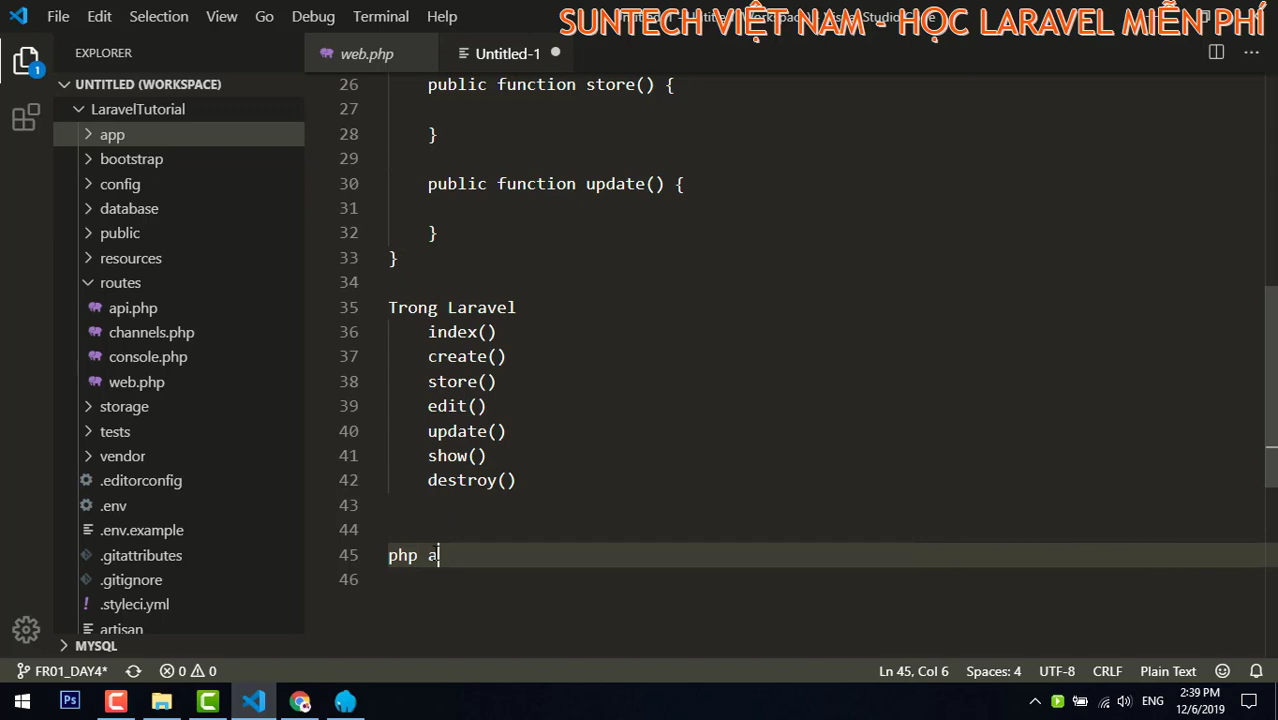 File Edit Selection View Go Debug Terminal Help
SUNTECH VIỆT NAM - HỌC LARAVEL MIỄN PHÍ
EXPLORER
web.php
Untitled-1
1
UNTITLED (WORKSPACE)
LaravelTutorial
app
bootstrap
config
database
public
resources
routes
api.php
channels.php
console.php
web.php
storage
tests
vendor
.editorconfig
.env
.env.example
.gitattributes
.gitignore
.styleci.yml
artisan
MYSQL
26 public function store() {
27
28 }
29
30 public function update() {
31
32 }
33 }
34
35 Trong Laravel
36 index()
37 create()
38 store()
39 edit()
40 update()
41 show()
42 destroy()
43
44
45 php a
46
FR01_DAY4* 0 0 Ln 45, Col 6 Spaces: 4 UTF-8 CRLF Plain Text
Ps ENG 2:39 PM
12/6/2019